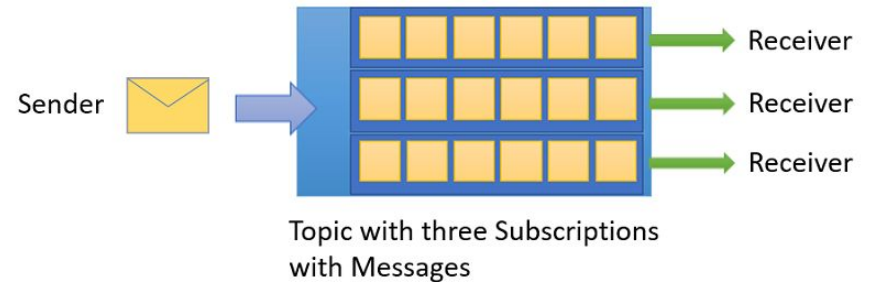 Sender
Receiver
Receiver
Receiver
Topic with three Subscriptions
with Messages